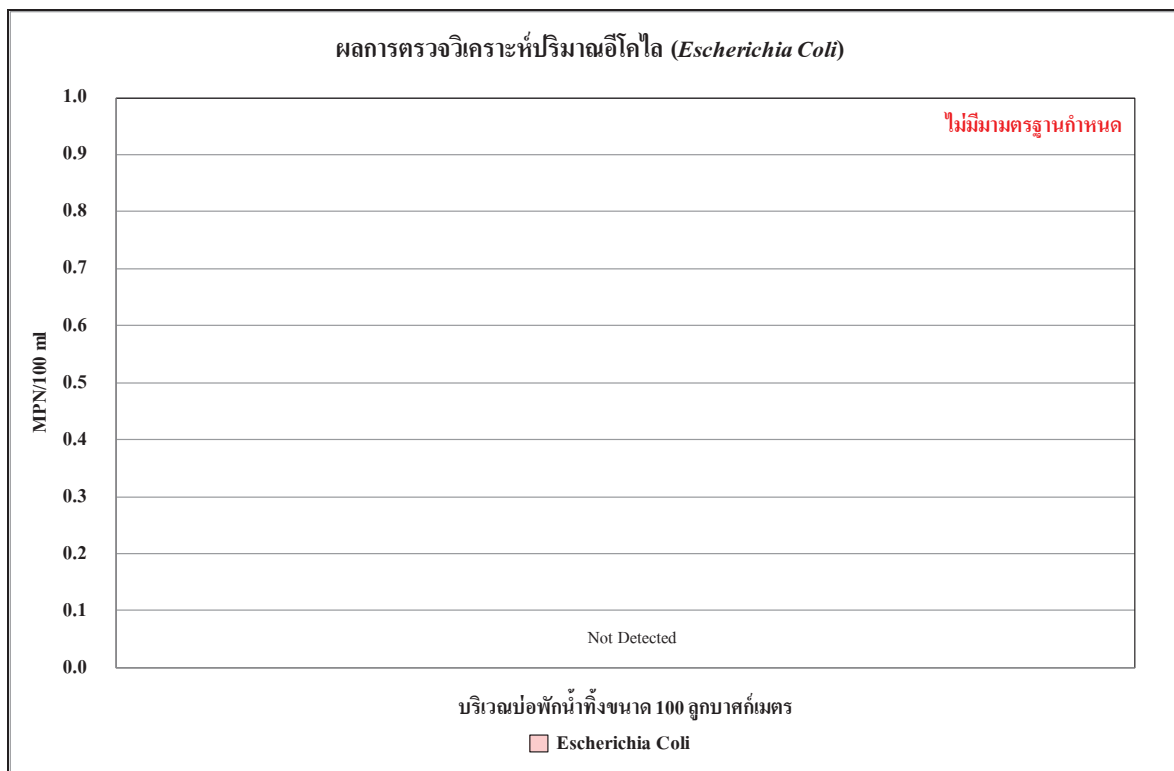 ผลการตรวจวิเคราะห์ปริมาณอีโคไล (Escherichia Coli)
1.0
ไม่มีมามตรฐานกำหนด
0.9
0.8
0.7
0.6
0.5
0.4
0.3
0.2
0.1
0.0
MPN/100 ml
Not Detected
บริเวณบ่อพักน้ำทิ้งขนาด 100 ลูกบาศก์เมตร
Escherichia Coli